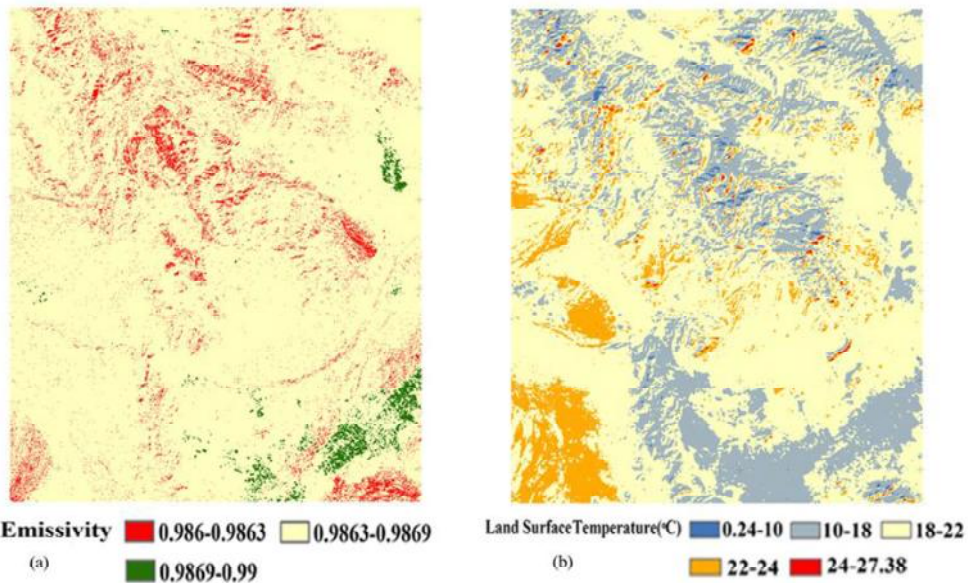 Emissivity 0.986-0.9863 0.9863-0.9869
(a) 0.9869-0.99
Land Surface Temperature(°C) 0.24-10 10-18 18-22
(b) 22-24 24-27.38